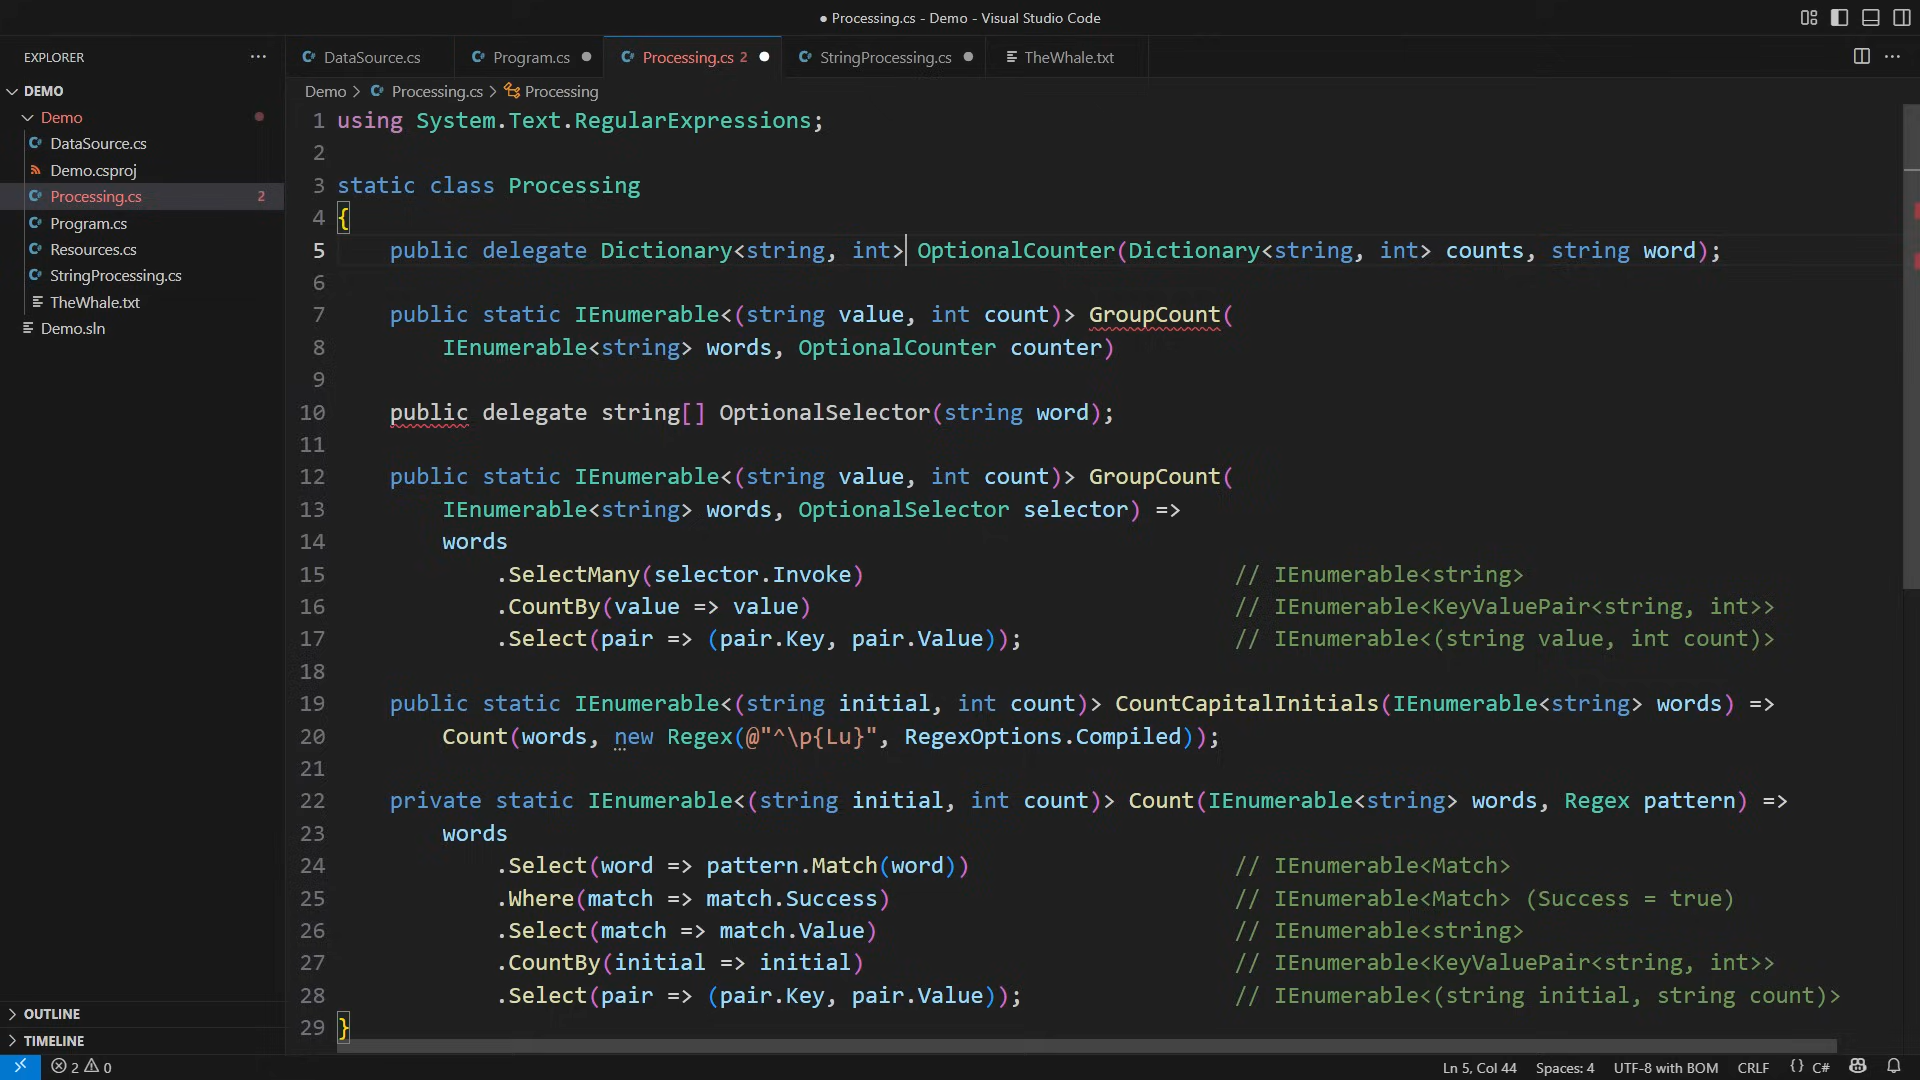 ● Processing.cs - Demo - Visual Studio Code
EXPLORER
DEMO
Demo
DataSource.cs
Demo.csproj
Processing.cs 2
Program.cs
Resources.cs
StringProcessing.cs
TheWhale.txt
Demo.sln
OUTLINE
TIMELINE
DataSource.cs
Program.cs
Processing.cs 2
StringProcessing.cs
TheWhale.txt
Demo > Processing.cs > Processing
1 using System.Text.RegularExpressions;
2
3 static class Processing
4 {
5 public delegate Dictionary<string, int> OptionalCounter(Dictionary<string, int> counts, string word);
6
7 public static IEnumerable<(string value, int count)> GroupCount(
8 IEnumerable<string> words, OptionalCounter counter)
9
10 public delegate string[] OptionalSelector(string word);
11
12 public static IEnumerable<(string value, int count)> GroupCount(
13 IEnumerable<string> words, OptionalSelector selector) =>
14 words
15 .SelectMany(selector.Invoke) // IEnumerable<string>
16 .CountBy(value => value) // IEnumerable<KeyValuePair<string, int>>
17 .Select(pair => (pair.Key, pair.Value)); // IEnumerable<(string value, int count)>
18
19 public static IEnumerable<(string initial, int count)> CountCapitalInitials(IEnumerable<string> words) =>
20 Count(words, new Regex(@"^\p{Lu}", RegexOptions.Compiled));
21
22 private static IEnumerable<(string initial, int count)> Count(IEnumerable<string> words, Regex pattern) =>
23 words
24 .Select(word => pattern.Match(word)) // IEnumerable<Match>
25 .Where(match => match.Success) // IEnumerable<Match> (Success = true)
26 .Select(match => match.Value) // IEnumerable<string>
27 .CountBy(initial => initial) // IEnumerable<KeyValuePair<string, int>>
28 .Select(pair => (pair.Key, pair.Value)); // IEnumerable<(string initial, string count)>
29 }
2 0
Ln 5, Col 44 Spaces: 4 UTF-8 with BOM CRLF {} C#